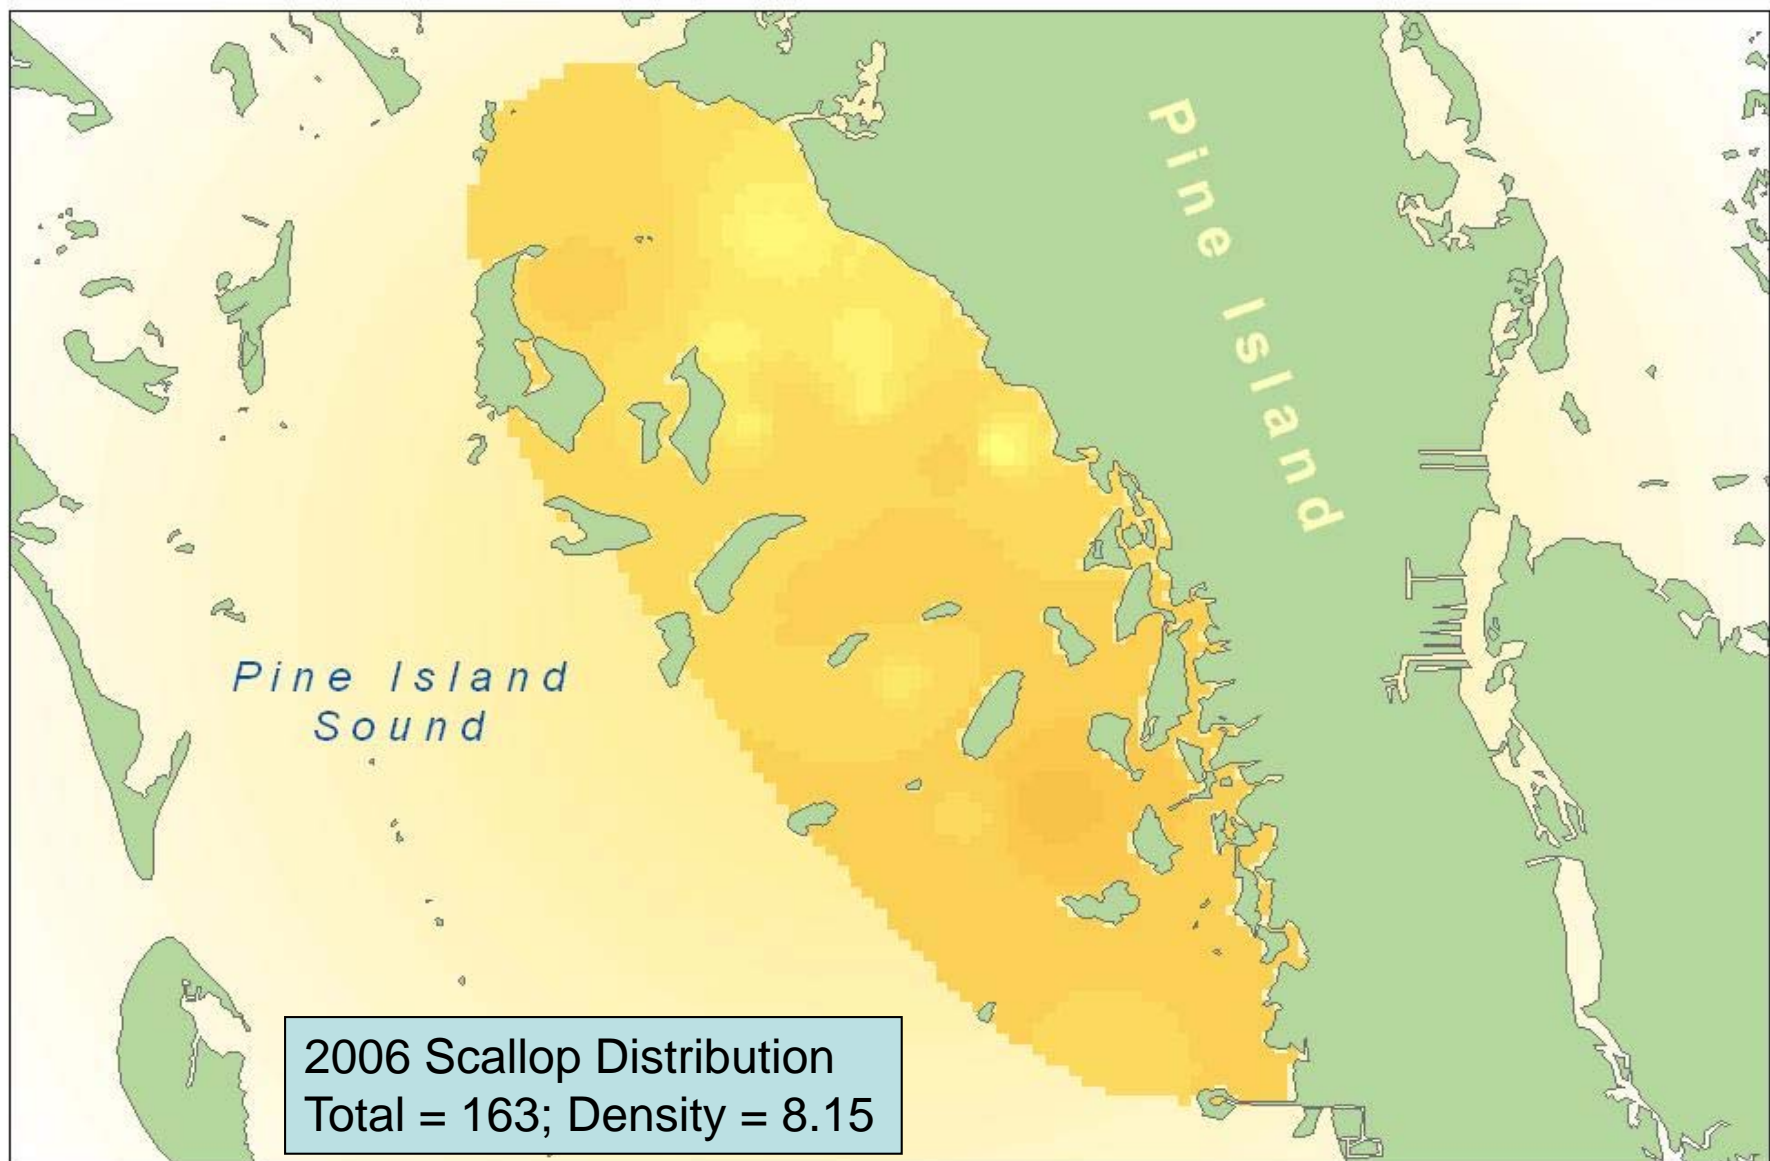 Pine Island
Pine Island
Sound
2006 Scallop Distribution
Total = 163; Density = 8.15